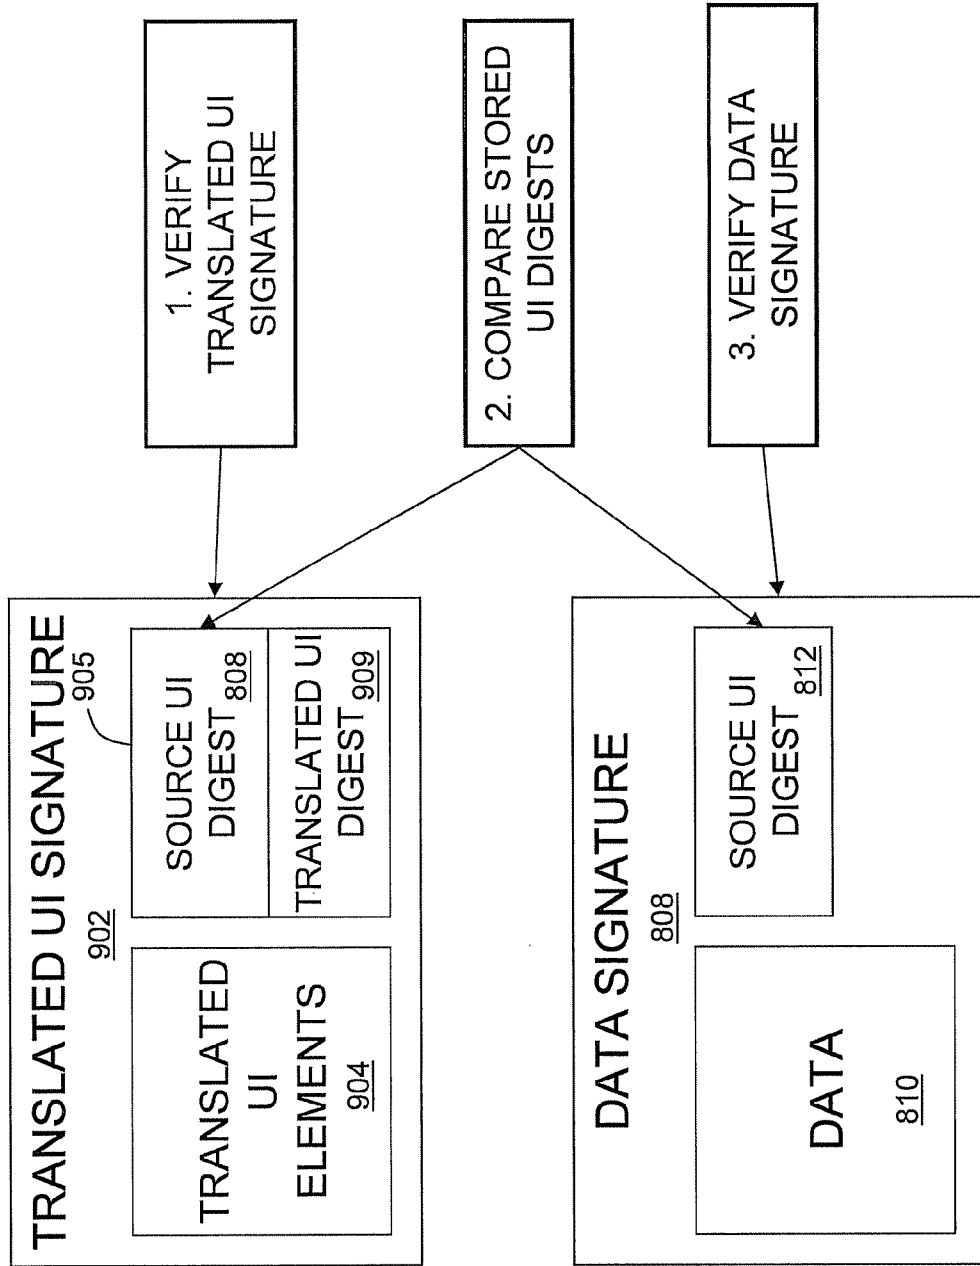 TRANSLATED UI SIGNATURE
902
905
TRANSLATED
UI
ELEMENTS
904
SOURCE UI
DIGEST 808
TRANSLATED UI
DIGEST 909
1. VERIFY
TRANSLATED UI
SIGNATURE
2. COMPARE STORED
UI DIGESTS
DATA SIGNATURE
808
DATA
810
SOURCE UI
DIGEST 812
3. VERIFY DATA
SIGNATURE